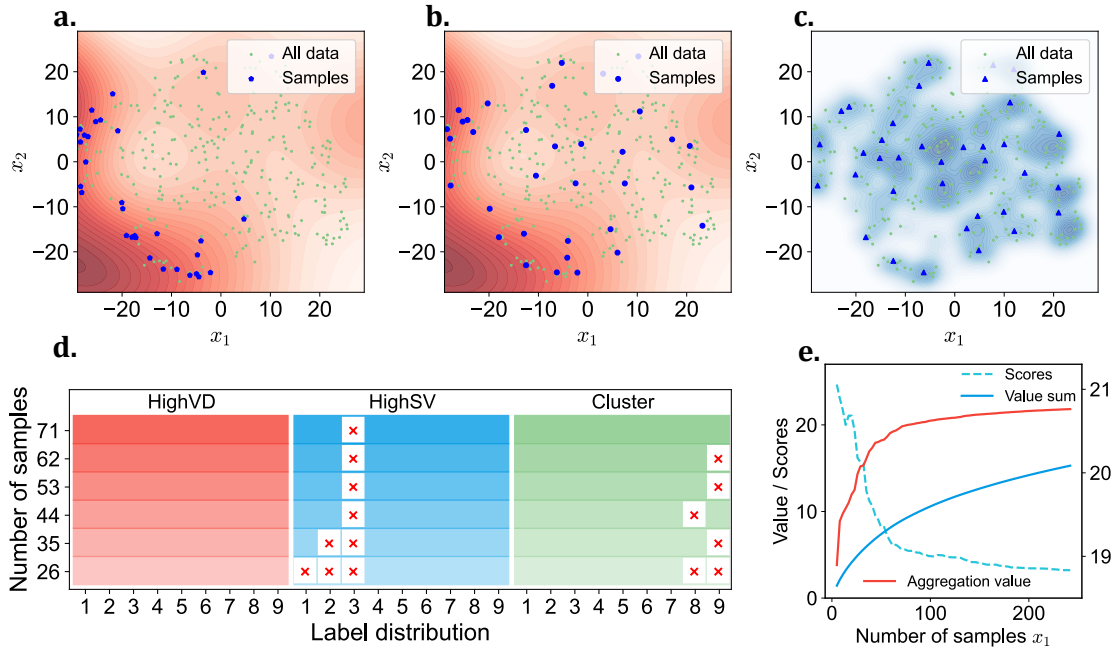 a.
All data
Samples
20
10
0
−10
−20
x₂
−20 −10 0 10 20
x₁
b.
All data
Samples
20
10
0
−10
−20
x₂
−20 −10 0 10 20
x₁
c.
All data
Samples
20
10
0
−10
−20
x₂
−20 −10 0 10 20
x₁
d.
HighVD HighSV Cluster
Number of samples
71
62
53
44
35
26
1 2 3 4 5 6 7 8 9 1 2 3 4 5 6 7 8 9 1 2 3 4 5 6 7 8 9
Label distribution
e.
Scores
Value sum
Aggregation value
Value / Scores
20
10
0
21
20
19
0 100 200
Number of samples x₁